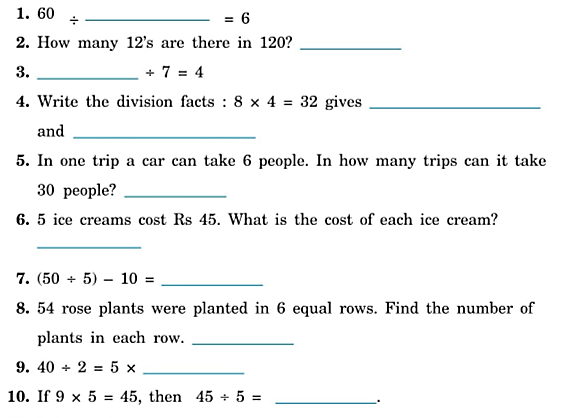 1. 60 ÷ ____________ = 6
2. How many 12's are there in 120? ____________
3. ____________ ÷ 7 = 4
4. Write the division facts : 8 × 4 = 32 gives ____________
and ____________
5. In one trip a car can take 6 people. In how many trips can it take
30 people? ____________
6. 5 ice creams cost Rs 45. What is the cost of each ice cream?
____________
7. (50 ÷ 5) – 10 = ____________
8. 54 rose plants were planted in 6 equal rows. Find the number of
plants in each row. ____________
9. 40 ÷ 2 = 5 × ____________
10. If 9 × 5 = 45, then 45 ÷ 5 = ____________.